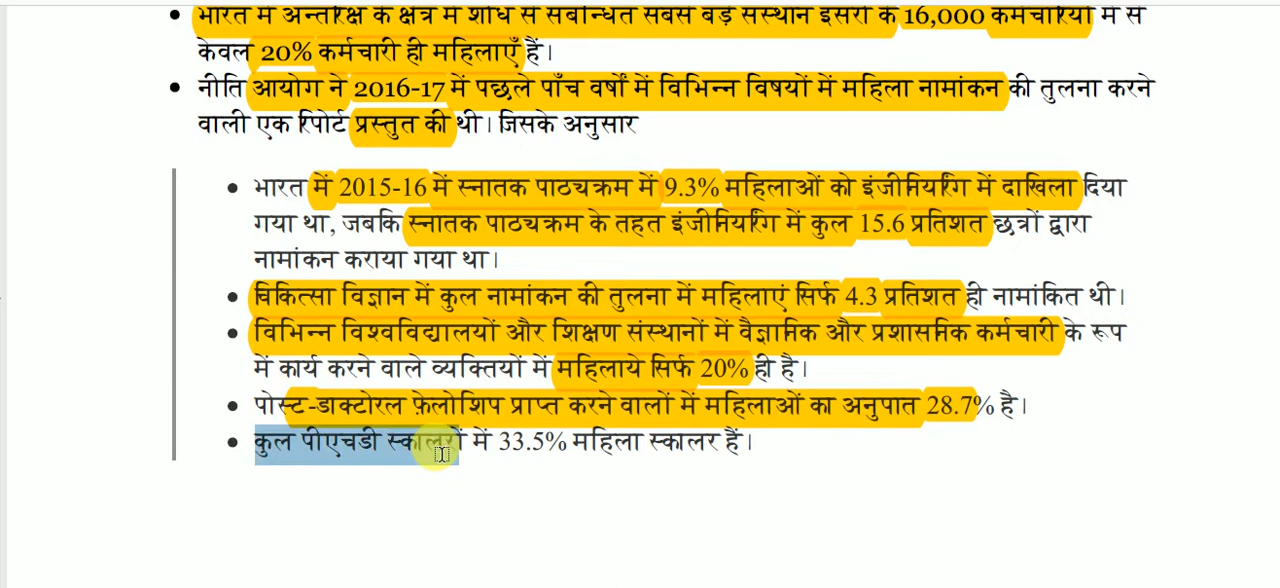 भारत में अन्तरिक्ष के क्षेत्र में शोध से संबन्धित सबसे बड़े संस्थान इसरो के 16,000 कर्मचारियों में से
केवल 20% कर्मचारी ही महिलाएँ हैं।
नीति आयोग ने 2016-17 में पछले पाँच वर्षों में विभिन्न विषयों में महिला नामांकन की तुलना करने
वाली एक रिपोर्ट प्रस्तुत की थी। जिसके अनुसार
भारत में 2015-16 में स्नातक पाठ्यक्रम में 9.3% महिलाओं को इंजीनियरिंग में दाखिला दिया
गया था, जबकि स्नातक पाठ्यक्रम के तहत इंजीनियरिंग में कुल 15.6 प्रतिशत छत्रों द्वारा
नामांकन कराया गया था।
चिकित्सा विज्ञान में कुल नामांकन की तुलना में महिलाएं सिर्फ 4.3 प्रतिशत ही नामांकित थी।
विभिन्न विश्वविद्यालयों और शिक्षण संस्थानों में वैज्ञानिक और प्रशासनिक कर्मचारी के रूप
में कार्य करने वाले व्यक्तियों में महिलाये सिर्फ 20% ही है।
पोस्ट-डाक्टोरल फ़ेलोशिप प्राप्त करने वालों में महिलाओं का अनुपात 28.7% है।
कुल पीएचडी स्कालरों में 33.5% महिला स्कालर हैं।